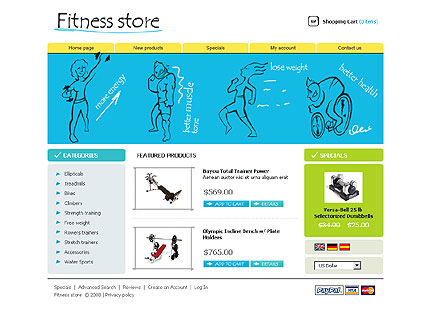 Fitness store
Shopping Cart (3 items)
Home page New products Specials My account Contact us
more energy
better muscle tone
lose weight
better health
CATEGORIES
Ellipticals
Treadmills
Bikes
Climbers
Strength training
Free weight
Rowers trainers
Stretch trainers
Accessories
Water Sports
FEATURED PRODUCTS
Bayou Total Trainer Power
Aenean auctor wisi et urna aliquam erat
$569.00
ADD TO CART DETAILS
Olympic Incline Bench w/ Plate Holders
$765.00
ADD TO CART DETAILS
SPECIALS
Versa-Bell 25 lb
Selectorized Dumbbells
$34.00 $25.00
US Dollar
Specials | Advanced Search | Reviews | Create an Account | Log In
Fitness store © 2008 | Privacy policy
PayPal VISA